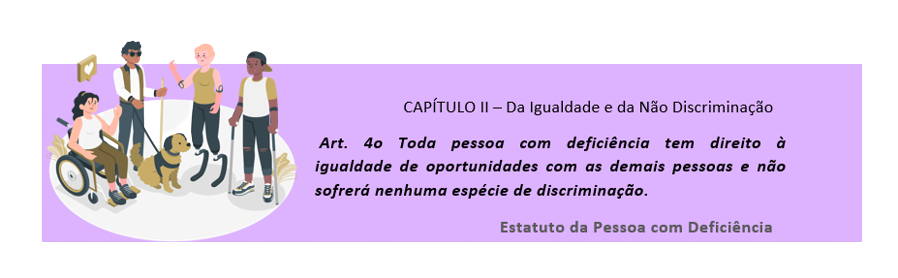 CAPÍTULO II – Da Igualdade e da Não Discriminação
Art. 4o Toda pessoa com deficiência tem direito à
igualdade de oportunidades com as demais pessoas e não
sofrerá nenhuma espécie de discriminação.
Estatuto da Pessoa com Deficiência